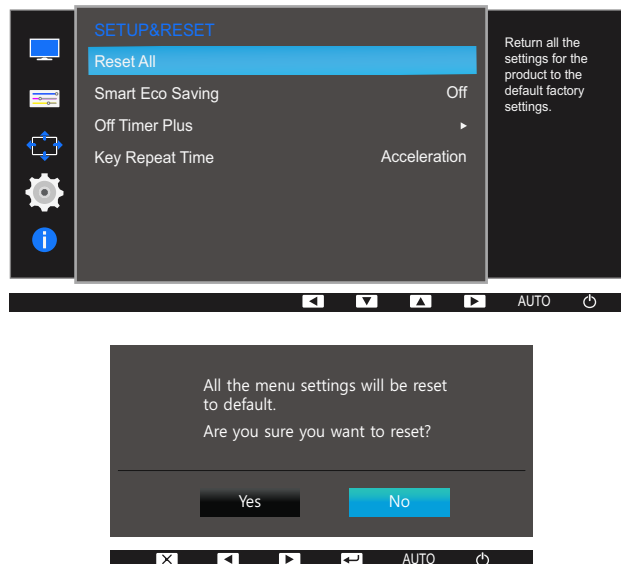 SETUP&RESET
Reset All
Smart Eco Saving Off
Off Timer Plus
Key Repeat Time Acceleration
Return all the
settings for the
product to the
default factory
settings.
i
AUTO
All the menu settings will be reset
to default.
Are you sure you want to reset?
Yes No
AUTO